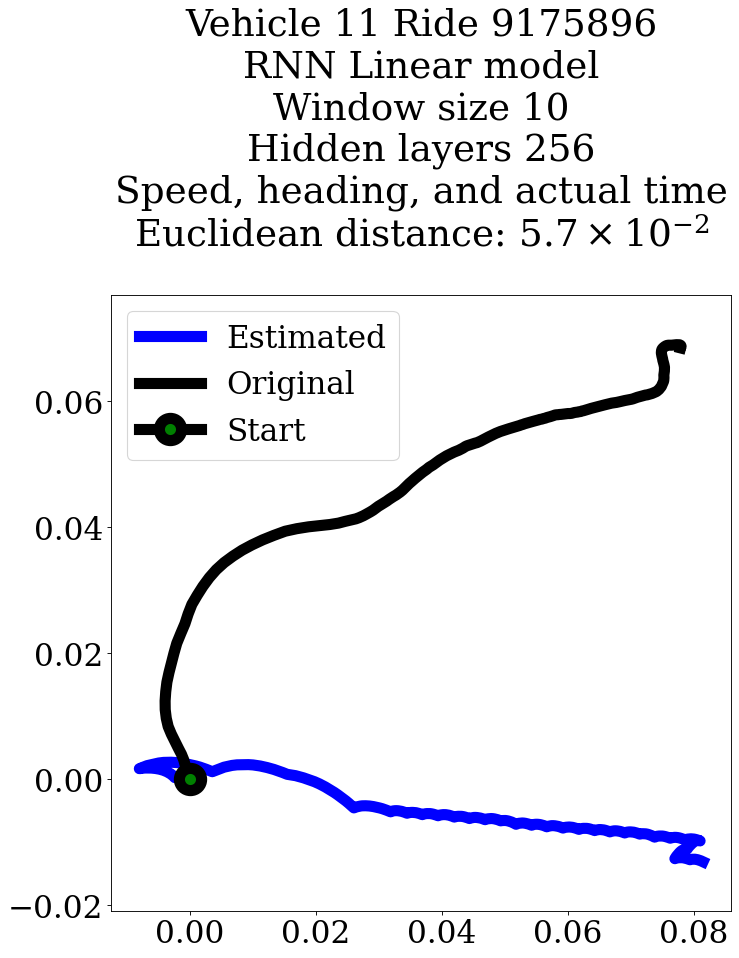 Vehicle 11 Ride 9175896
RNN Linear model
Window size 10
Hidden layers 256
Speed, heading, and actual time
Euclidean distance: 5.7 × 10⁻²
Estimated
Original
Start
0.06
0.04
0.02
0.00
−0.02
0.00 0.02 0.04 0.06 0.08